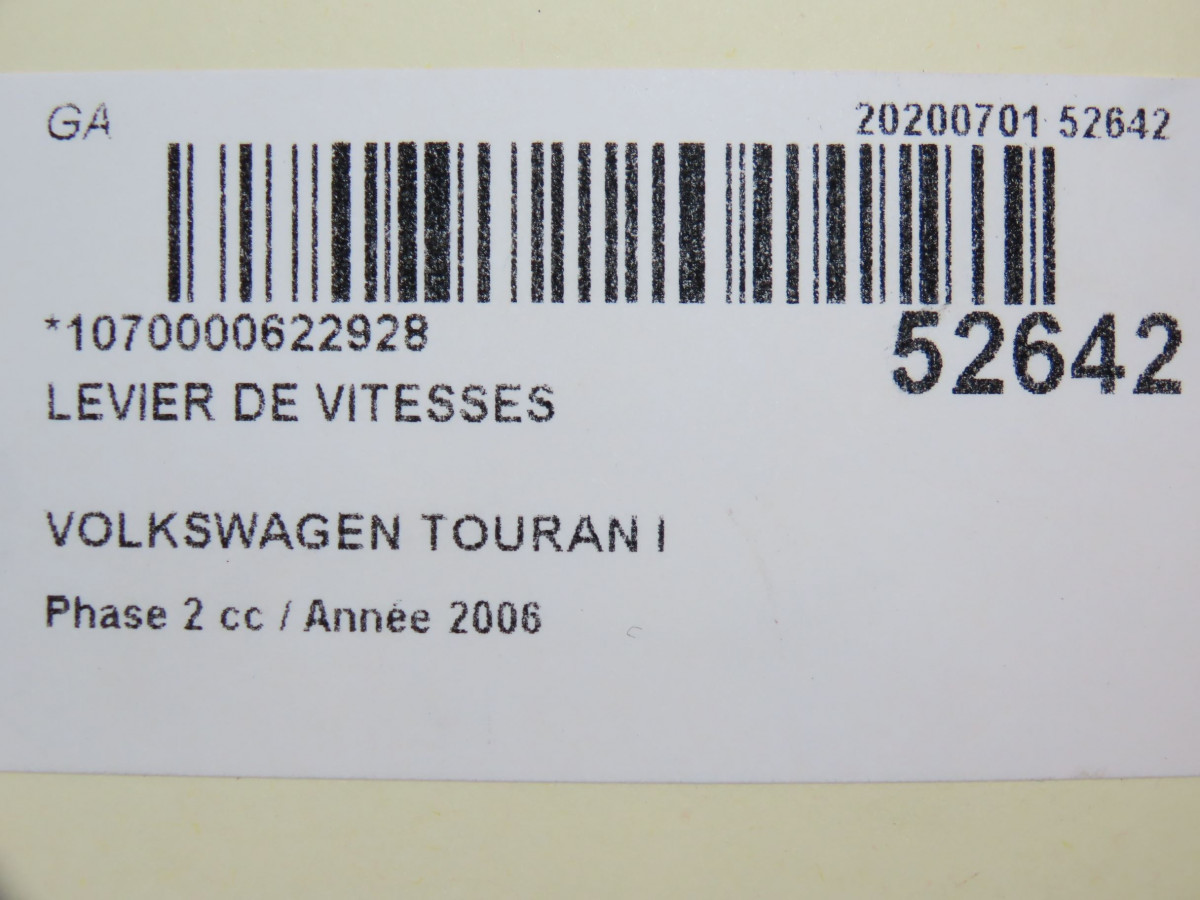 GA 20200701 52642
*1070000622928 52642
LEVIER DE VITESSES
VOLKSWAGEN TOURAN I
Phase 2 cc / Année 2006